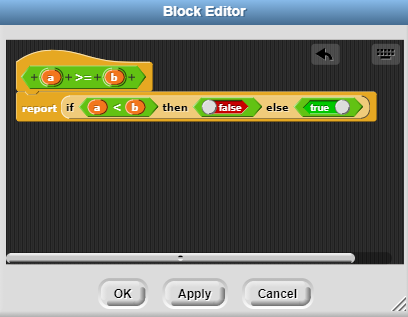 Block Editor
+ a + >= + b +
report if a < b then false else true
OK Apply Cancel